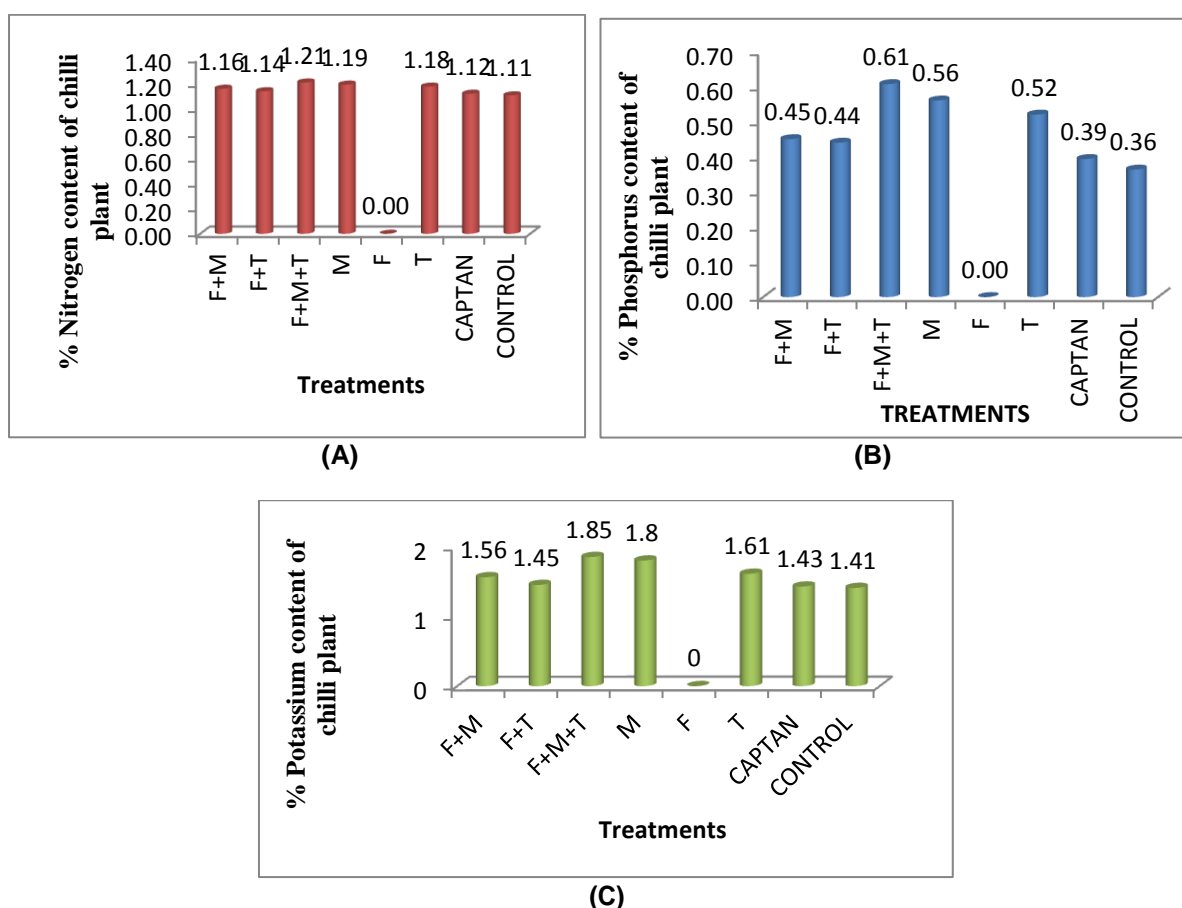 % Nitrogen content of chilli
plant
1.40
1.20
1.00
0.80
0.60
0.40
0.20
0.00
1.16
1.14
1.21
1.19
0.00
1.18
1.12
1.11
F+M
F+T
F+M+T
M
F
T
CAPTAN
CONTROL
Treatments
(A)
% Phosphorus content of
chilli plant
0.70
0.60
0.50
0.40
0.30
0.20
0.10
0.00
0.45
0.44
0.61
0.56
0.00
0.52
0.39
0.36
F+M
F+T
F+M+T
M
F
T
CAPTAN
CONTROL
TREATMENTS
(B)
% Potassium content of
chilli plant
2
1
0
1.56
1.45
1.85
1.8
0
1.61
1.43
1.41
F+M
F+T
F+M+T
M
F
T
CAPTAN
CONTROL
Treatments
(C)